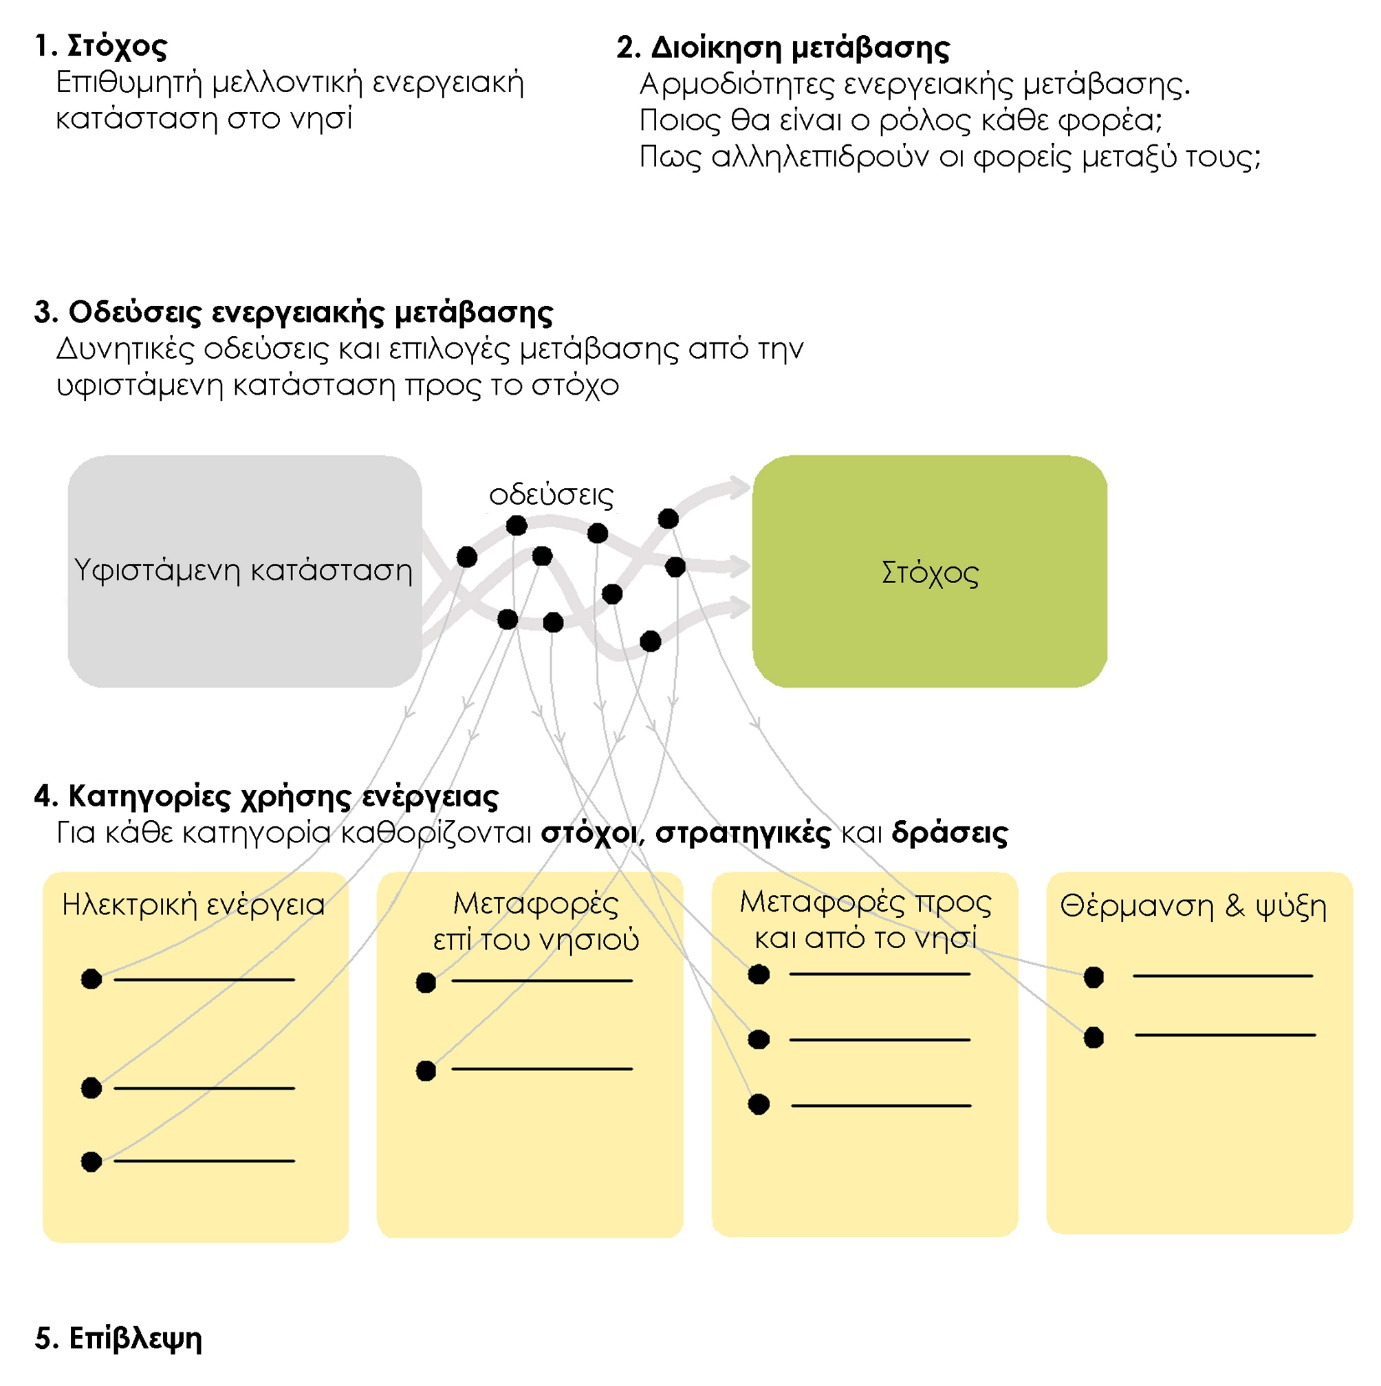 1. Στόχος
Επιθυμητή μελλοντική ενεργειακή
κατάσταση στο νησί
2. Διοίκηση μετάβασης
Αρμοδιότητες ενεργειακής μετάβασης.
Ποιος θα είναι ο ρόλος κάθε φορέα;
Πως αλληλεπιδρούν οι φορείς μεταξύ τους;
3. Οδεύσεις ενεργειακής μετάβασης
Δυνητικές οδεύσεις και επιλογές μετάβασης από την
υφιστάμενη κατάσταση προς το στόχο
οδεύσεις
Υφιστάμενη κατάσταση
Στόχος
4. Κατηγορίες χρήσης ενέργειας
Για κάθε κατηγορία καθορίζονται στόχοι, στρατηγικές και δράσεις
Ηλεκτρική ενέργεια
Μεταφορές
επί του νησιού
Μεταφορές προς
και από το νησί
Θέρμανση & ψύξη
5. Επίβλεψη